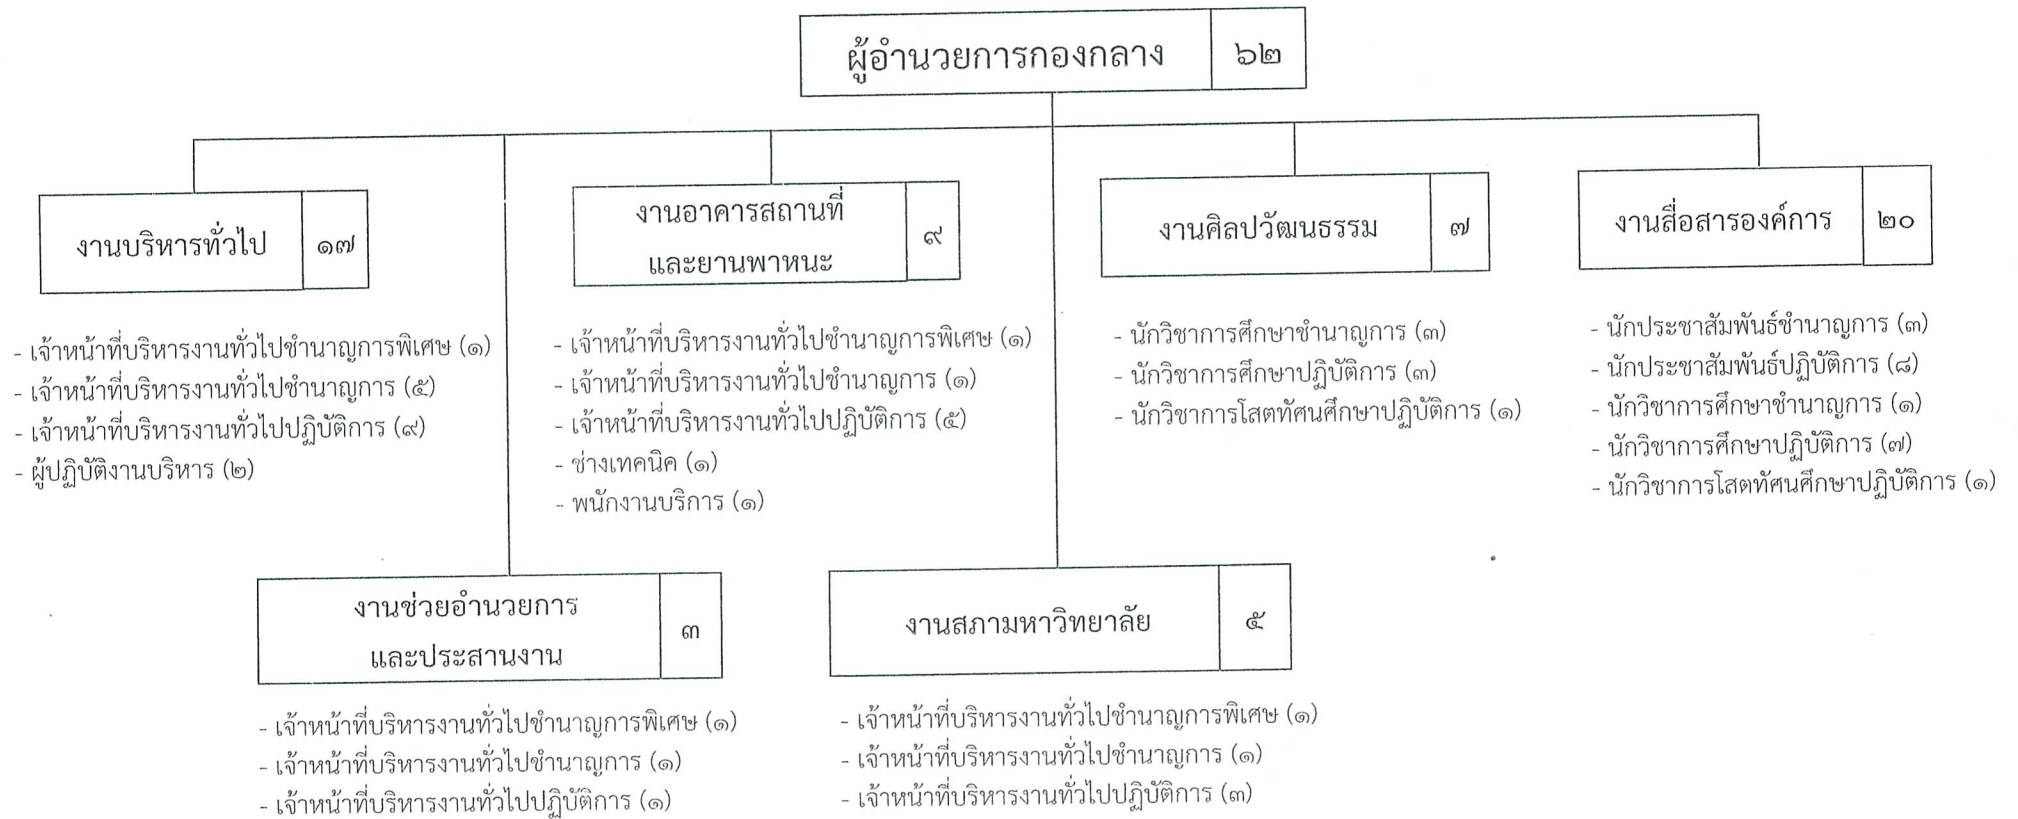 ผู้อำนวยการกองกลาง ๖๒
งานบริหารทั่วไป ๑๗
- เจ้าหน้าที่บริหารงานทั่วไปชำนาญการพิเศษ (๑)
- เจ้าหน้าที่บริหารงานทั่วไปชำนาญการ (๕)
- เจ้าหน้าที่บริหารงานทั่วไปปฏิบัติการ (๙)
- ผู้ปฏิบัติงานบริหาร (๒)
งานอาคารสถานที่
และยานพาหนะ ๙
- เจ้าหน้าที่บริหารงานทั่วไปชำนาญการพิเศษ (๑)
- เจ้าหน้าที่บริหารงานทั่วไปชำนาญการ (๑)
- เจ้าหน้าที่บริหารงานทั่วไปปฏิบัติการ (๕)
- ช่างเทคนิค (๑)
- พนักงานบริการ (๑)
งานศิลปวัฒนธรรม ๗
- นักวิชาการศึกษาชำนาญการ (๓)
- นักวิชาการศึกษาปฏิบัติการ (๓)
- นักวิชาการโสตทัศนศึกษาปฏิบัติการ (๑)
งานสื่อสารองค์การ ๒๐
- นักประชาสัมพันธ์ชำนาญการ (๓)
- นักประชาสัมพันธ์ปฏิบัติการ (๘)
- นักวิชาการศึกษาชำนาญการ (๑)
- นักวิชาการศึกษาปฏิบัติการ (๗)
- นักวิชาการโสตทัศนศึกษาปฏิบัติการ (๑)
งานช่วยอำนวยการ
และประสานงาน ๓
- เจ้าหน้าที่บริหารงานทั่วไปชำนาญการพิเศษ (๑)
- เจ้าหน้าที่บริหารงานทั่วไปชำนาญการ (๑)
- เจ้าหน้าที่บริหารงานทั่วไปปฏิบัติการ (๑)
งานสภามหาวิทยาลัย ๕
- เจ้าหน้าที่บริหารงานทั่วไปชำนาญการพิเศษ (๑)
- เจ้าหน้าที่บริหารงานทั่วไปชำนาญการ (๑)
- เจ้าหน้าที่บริหารงานทั่วไปปฏิบัติการ (๓)